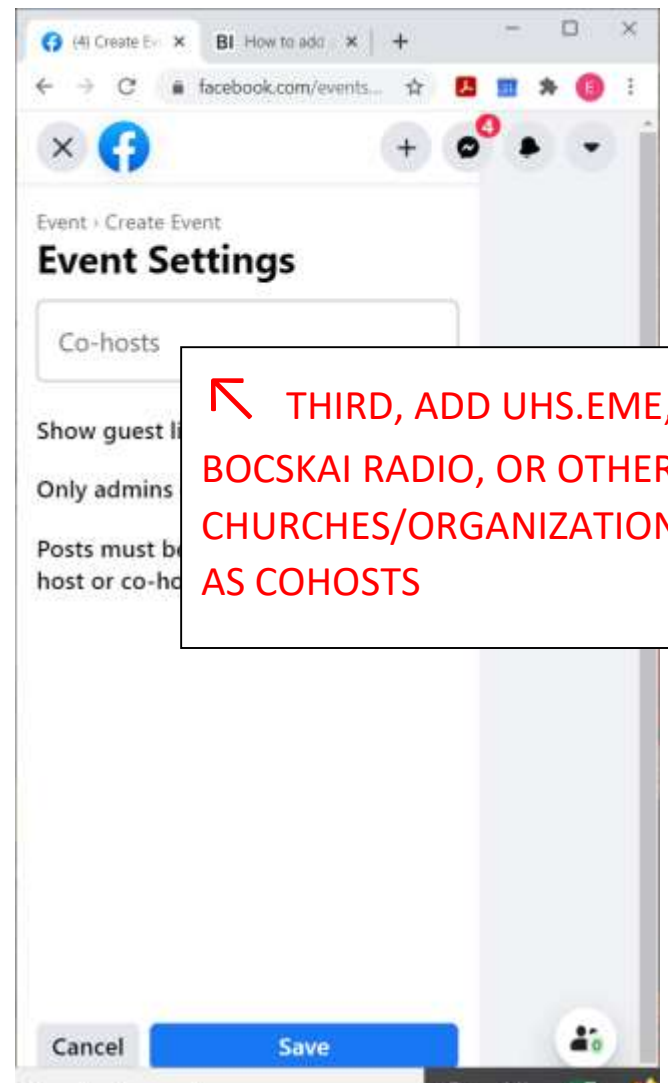 (4) Create Ev
BI How to add
facebook.com/events...
E
4
Event › Create Event
Event Settings
Co-hosts
THIRD, ADD UHS.EME,
BOCSKAI RADIO, OR OTHER
CHURCHES/ORGANIZATION
AS COHOSTS
Show guest li
Only admins
Posts must be
host or co-ho
Cancel
Save
0